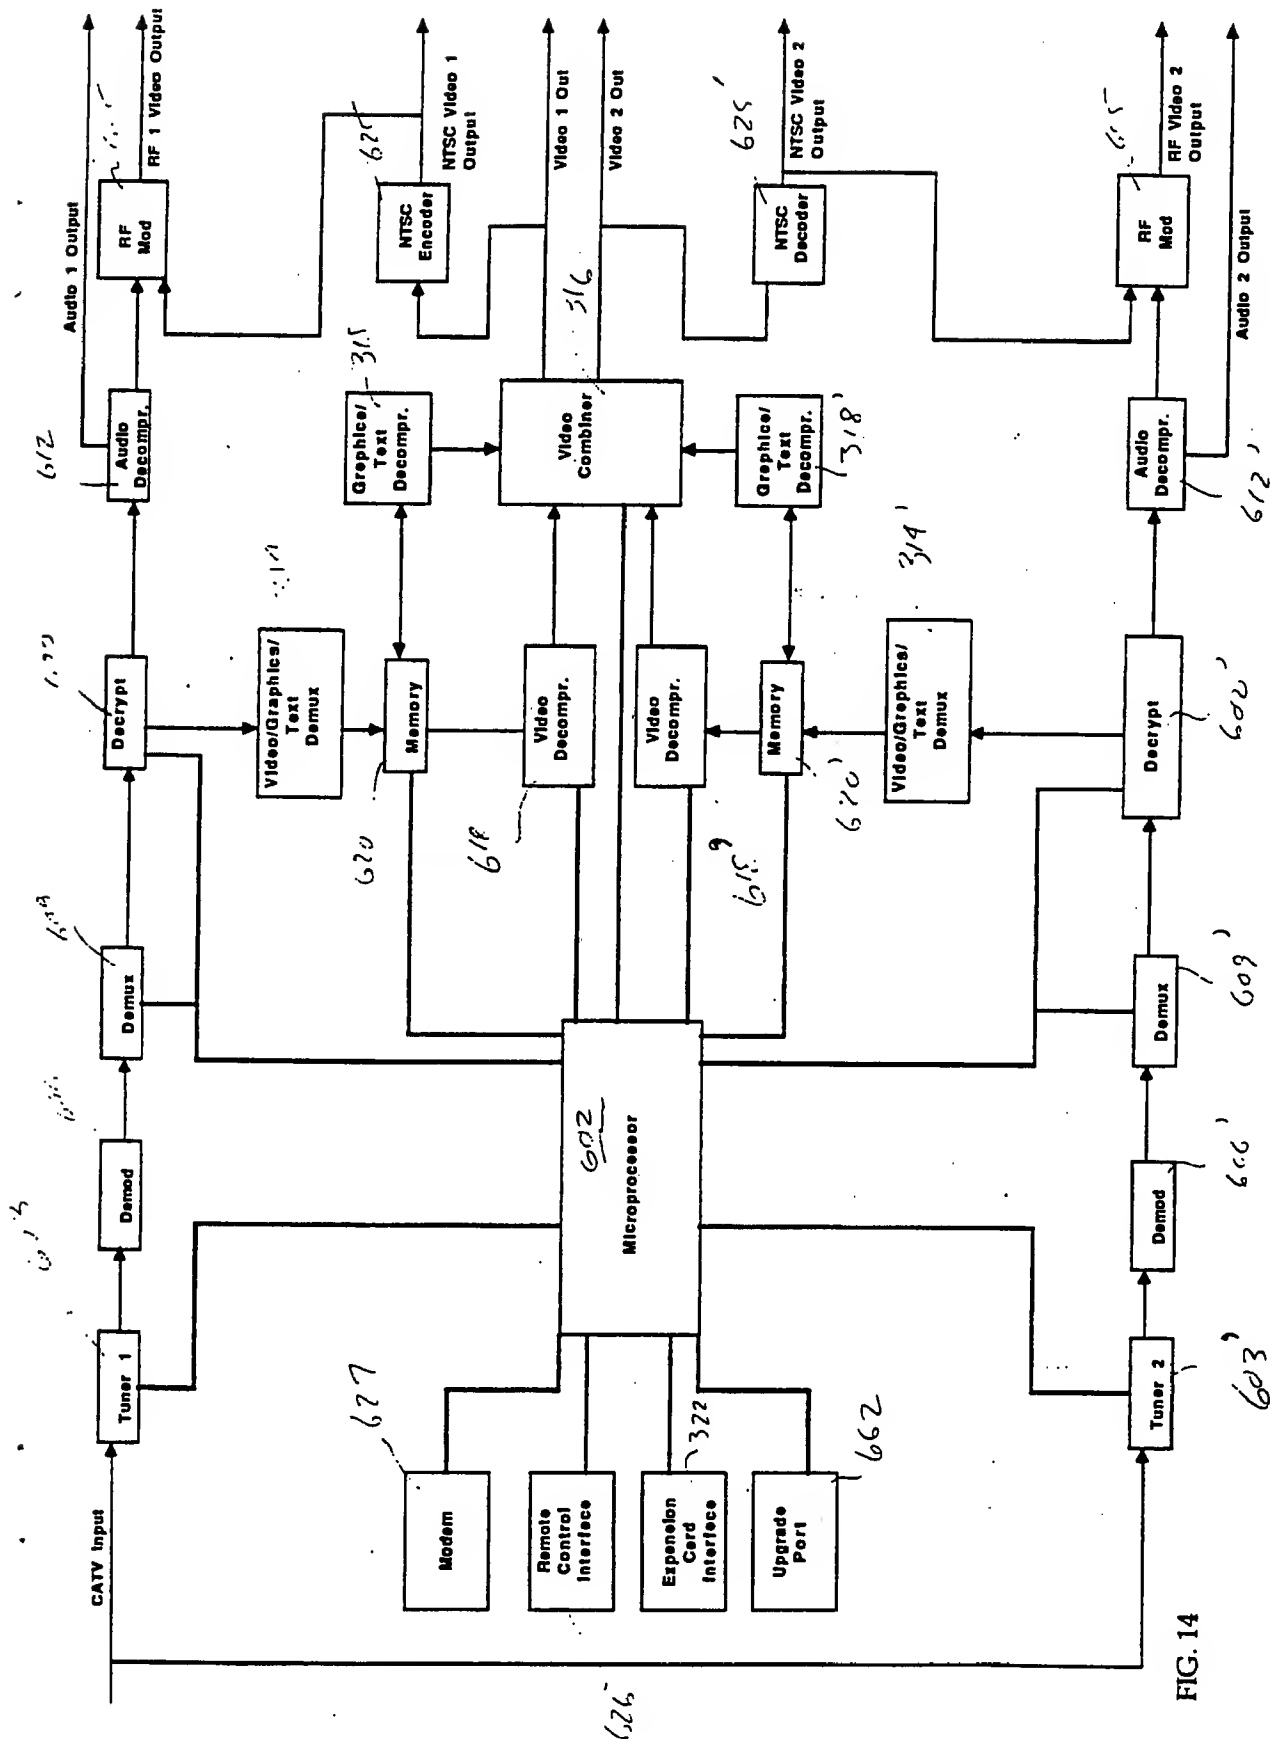 CATV Input
Tuner 1
Demod
Demux
Decrypt
Audio
Decompr.
612
Audio 1 Output
RF
Mod
RF 1 Video Output
Video/Graphics/
Text
Demux
Memory
620
Graphics/
Text
Decompr.
315
NTSC
Encoder
625
NTSC Video 1
Output
Video
Decompr.
618
Video
Combiner
316
Video 1 Out
Video 2 Out
Modem
627
Remote
Control
Interface
Expansion
Card
Interface
322
Upgrade
Port
662
Microprocessor
602
Video
Decompr.
618'
Memory
620'
Graphics/
Text
Decompr.
318'
NTSC
Decoder
625'
NTSC Video 2
Output
Video/Graphics/
Text
Demux
314'
Tuner 2
603'
Demod
606'
Demux
609'
Decrypt
602'
Audio
Decompr.
612'
RF
Mod
RF Video 2
Output
Audio 2 Output
FIG. 14